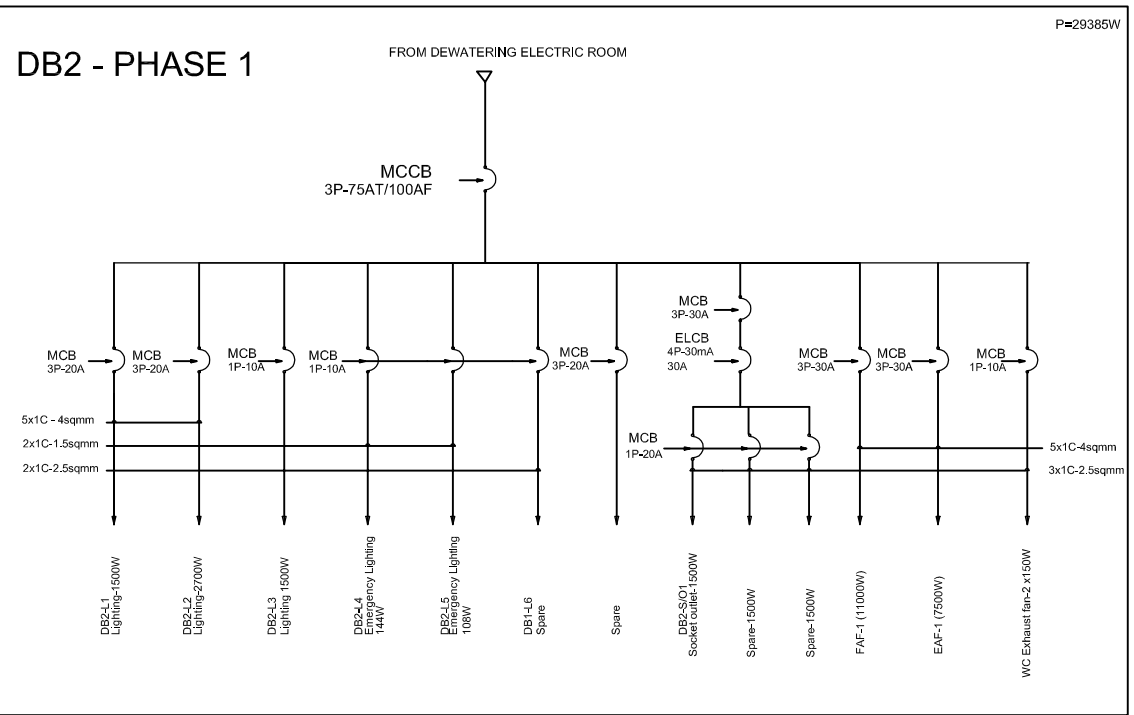 P=29385W
DB2 - PHASE 1
FROM DEWATERING ELECTRIC ROOM
MCCB
3P-75AT/100AF
MCB
3P-30A
ELCB
4P-30mA
30A
MCB
3P-20A
MCB
3P-20A
MCB
1P-10A
MCB
1P-10A
MCB
3P-20A
MCB
3P-30A
MCB
3P-30A
MCB
1P-10A
5x1C - 4sqmm
2x1C-1.5sqmm
2x1C-2.5sqmm
MCB
1P-20A
5x1C-4sqmm
3x1C-2.5sqmm
DB2-L1
Lighting-1500W
DB2-L2
Lighting-2700W
DB2-L3
Lighting 1500W
DB2-L4
Emergency Lighting
144W
DB2-L5
Emergency Lighting
108W
DB1-L6
Spare
Spare
DB2-S/O1
Socket outlet-1500W
Spare-1500W
Spare-1500W
FAF-1 (11000W)
EAF-1 (7500W)
WC Exhaust fan-2 x150W